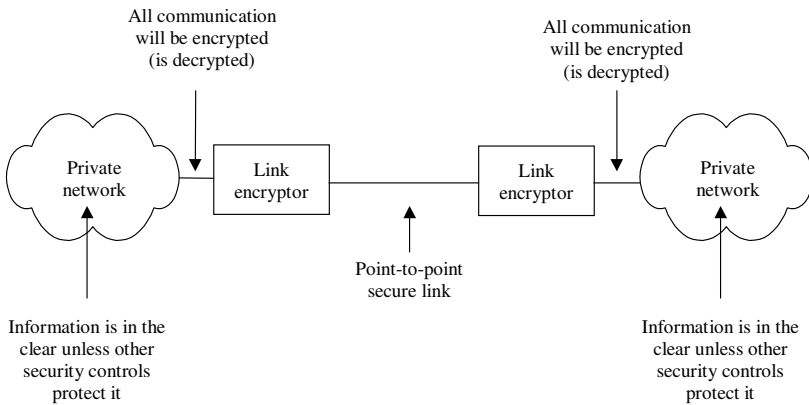 All communication
will be encrypted
(is decrypted)
All communication
will be encrypted
(is decrypted)
Private
network
Link
encryptor
Link
encryptor
Private
network
Point-to-point
secure link
Information is in the
clear unless other
security controls
protect it
Information is in the
clear unless other
security controls
protect it